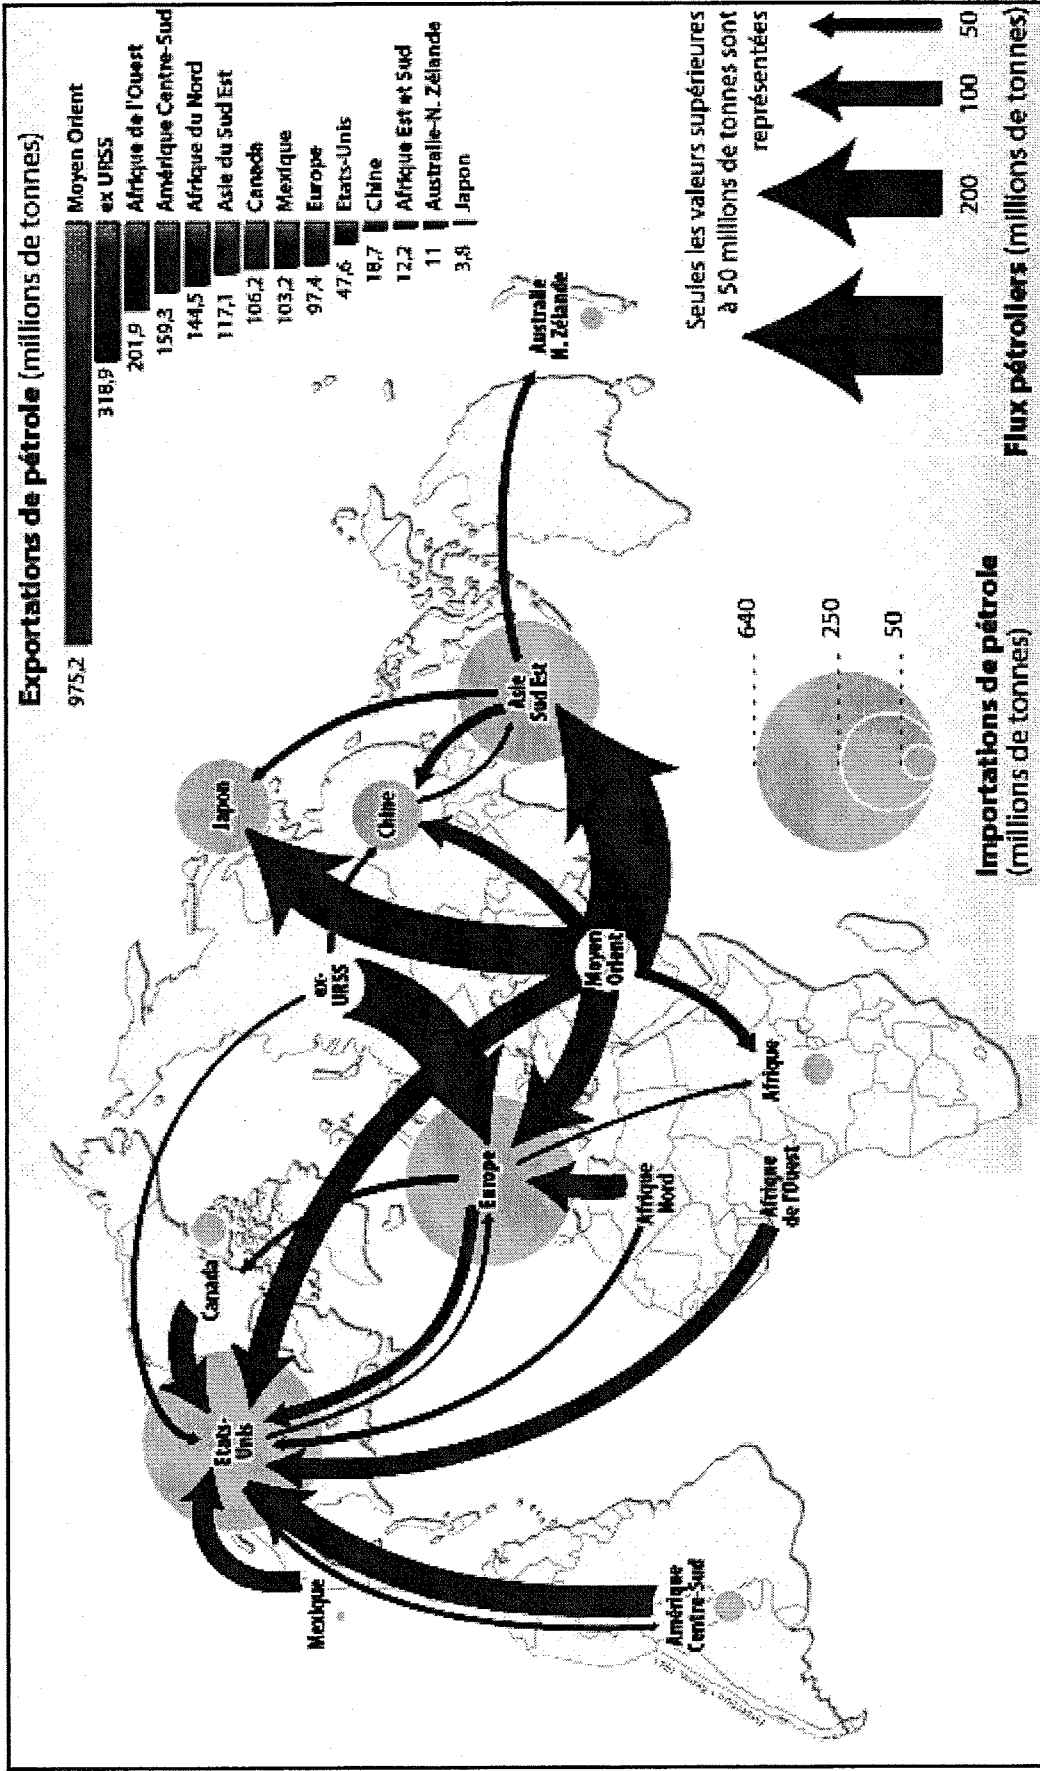 Exportations de pétrole (millions de tonnes)
975,2 Moyen Orient
318,9 ex URSS
201,9 Afrique de l'Ouest
159,3 Amérique Centre-Sud
144,5 Afrique du Nord
117,1 Asie du Sud Est
106,2 Canada
103,2 Mexique
97,4 Europe
47,6 Etats-Unis
18,7 Chine
12,2 Afrique Est et Sud
11 Australie-N. Zélande
3,8 Japon
Canada
Etats-
Unis
Mexique
Amérique
Centre-Sud
Europe
Afrique
Nord
Afrique
de l'Ouest
Afrique
ex-
URSS
Moyen
Orient
Japon
Chine
Asie
Sud Est
Australie
N. Zélande
640
250
50
Importations de pétrole
(millions de tonnes)
Seules les valeurs supérieures
à 50 millions de tonnes sont
représentées
200
100
50
Flux pétroliers (millions de tonnes)